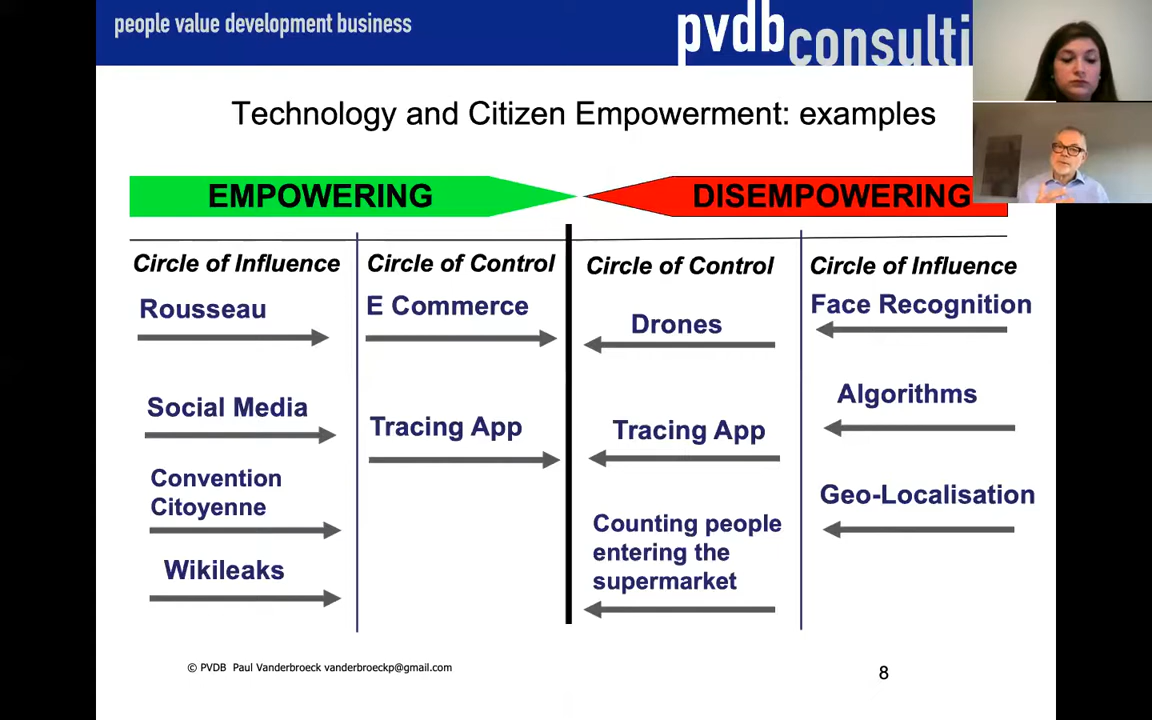 people value development business
pvdb
consulti
Technology and Citizen Empowerment: examples
EMPOWERING
DISEMPOWERING
Circle of Influence
Circle of Control
Circle of Control
Circle of Influence
Rousseau
E Commerce
Drones
Face Recognition
Social Media
Tracing App
Tracing App
Algorithms
Convention
Citoyenne
Counting people
entering the
supermarket
Geo-Localisation
Wikileaks
© PVDB Paul Vanderbroeck vanderbroeckp@gmail.com
8